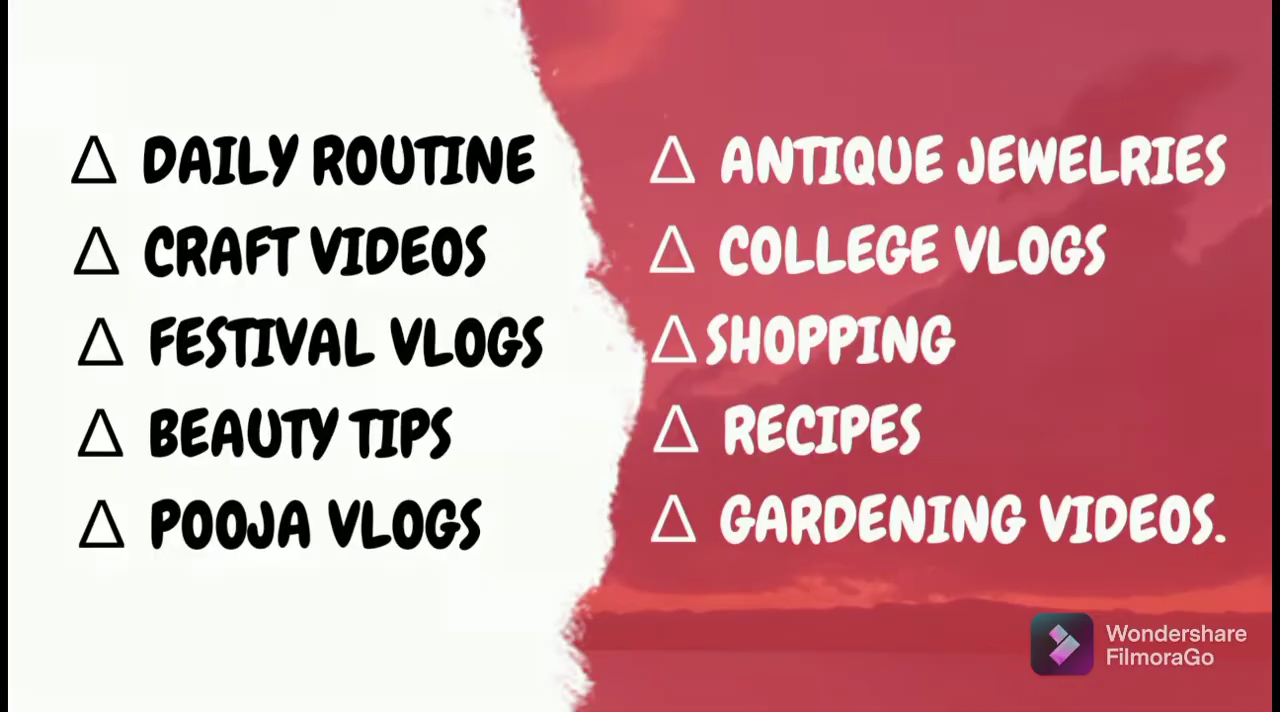 Δ DAILY ROUTINE
Δ CRAFT VIDEOS
Δ FESTIVAL VLOGS
Δ BEAUTY TIPS
Δ POOJA VLOGS
Δ ANTIQUE JEWELRIES
Δ COLLEGE VLOGS
Δ SHOPPING
Δ RECIPES
Δ GARDENING VIDEOS.
Wondershare
FilmoraGo